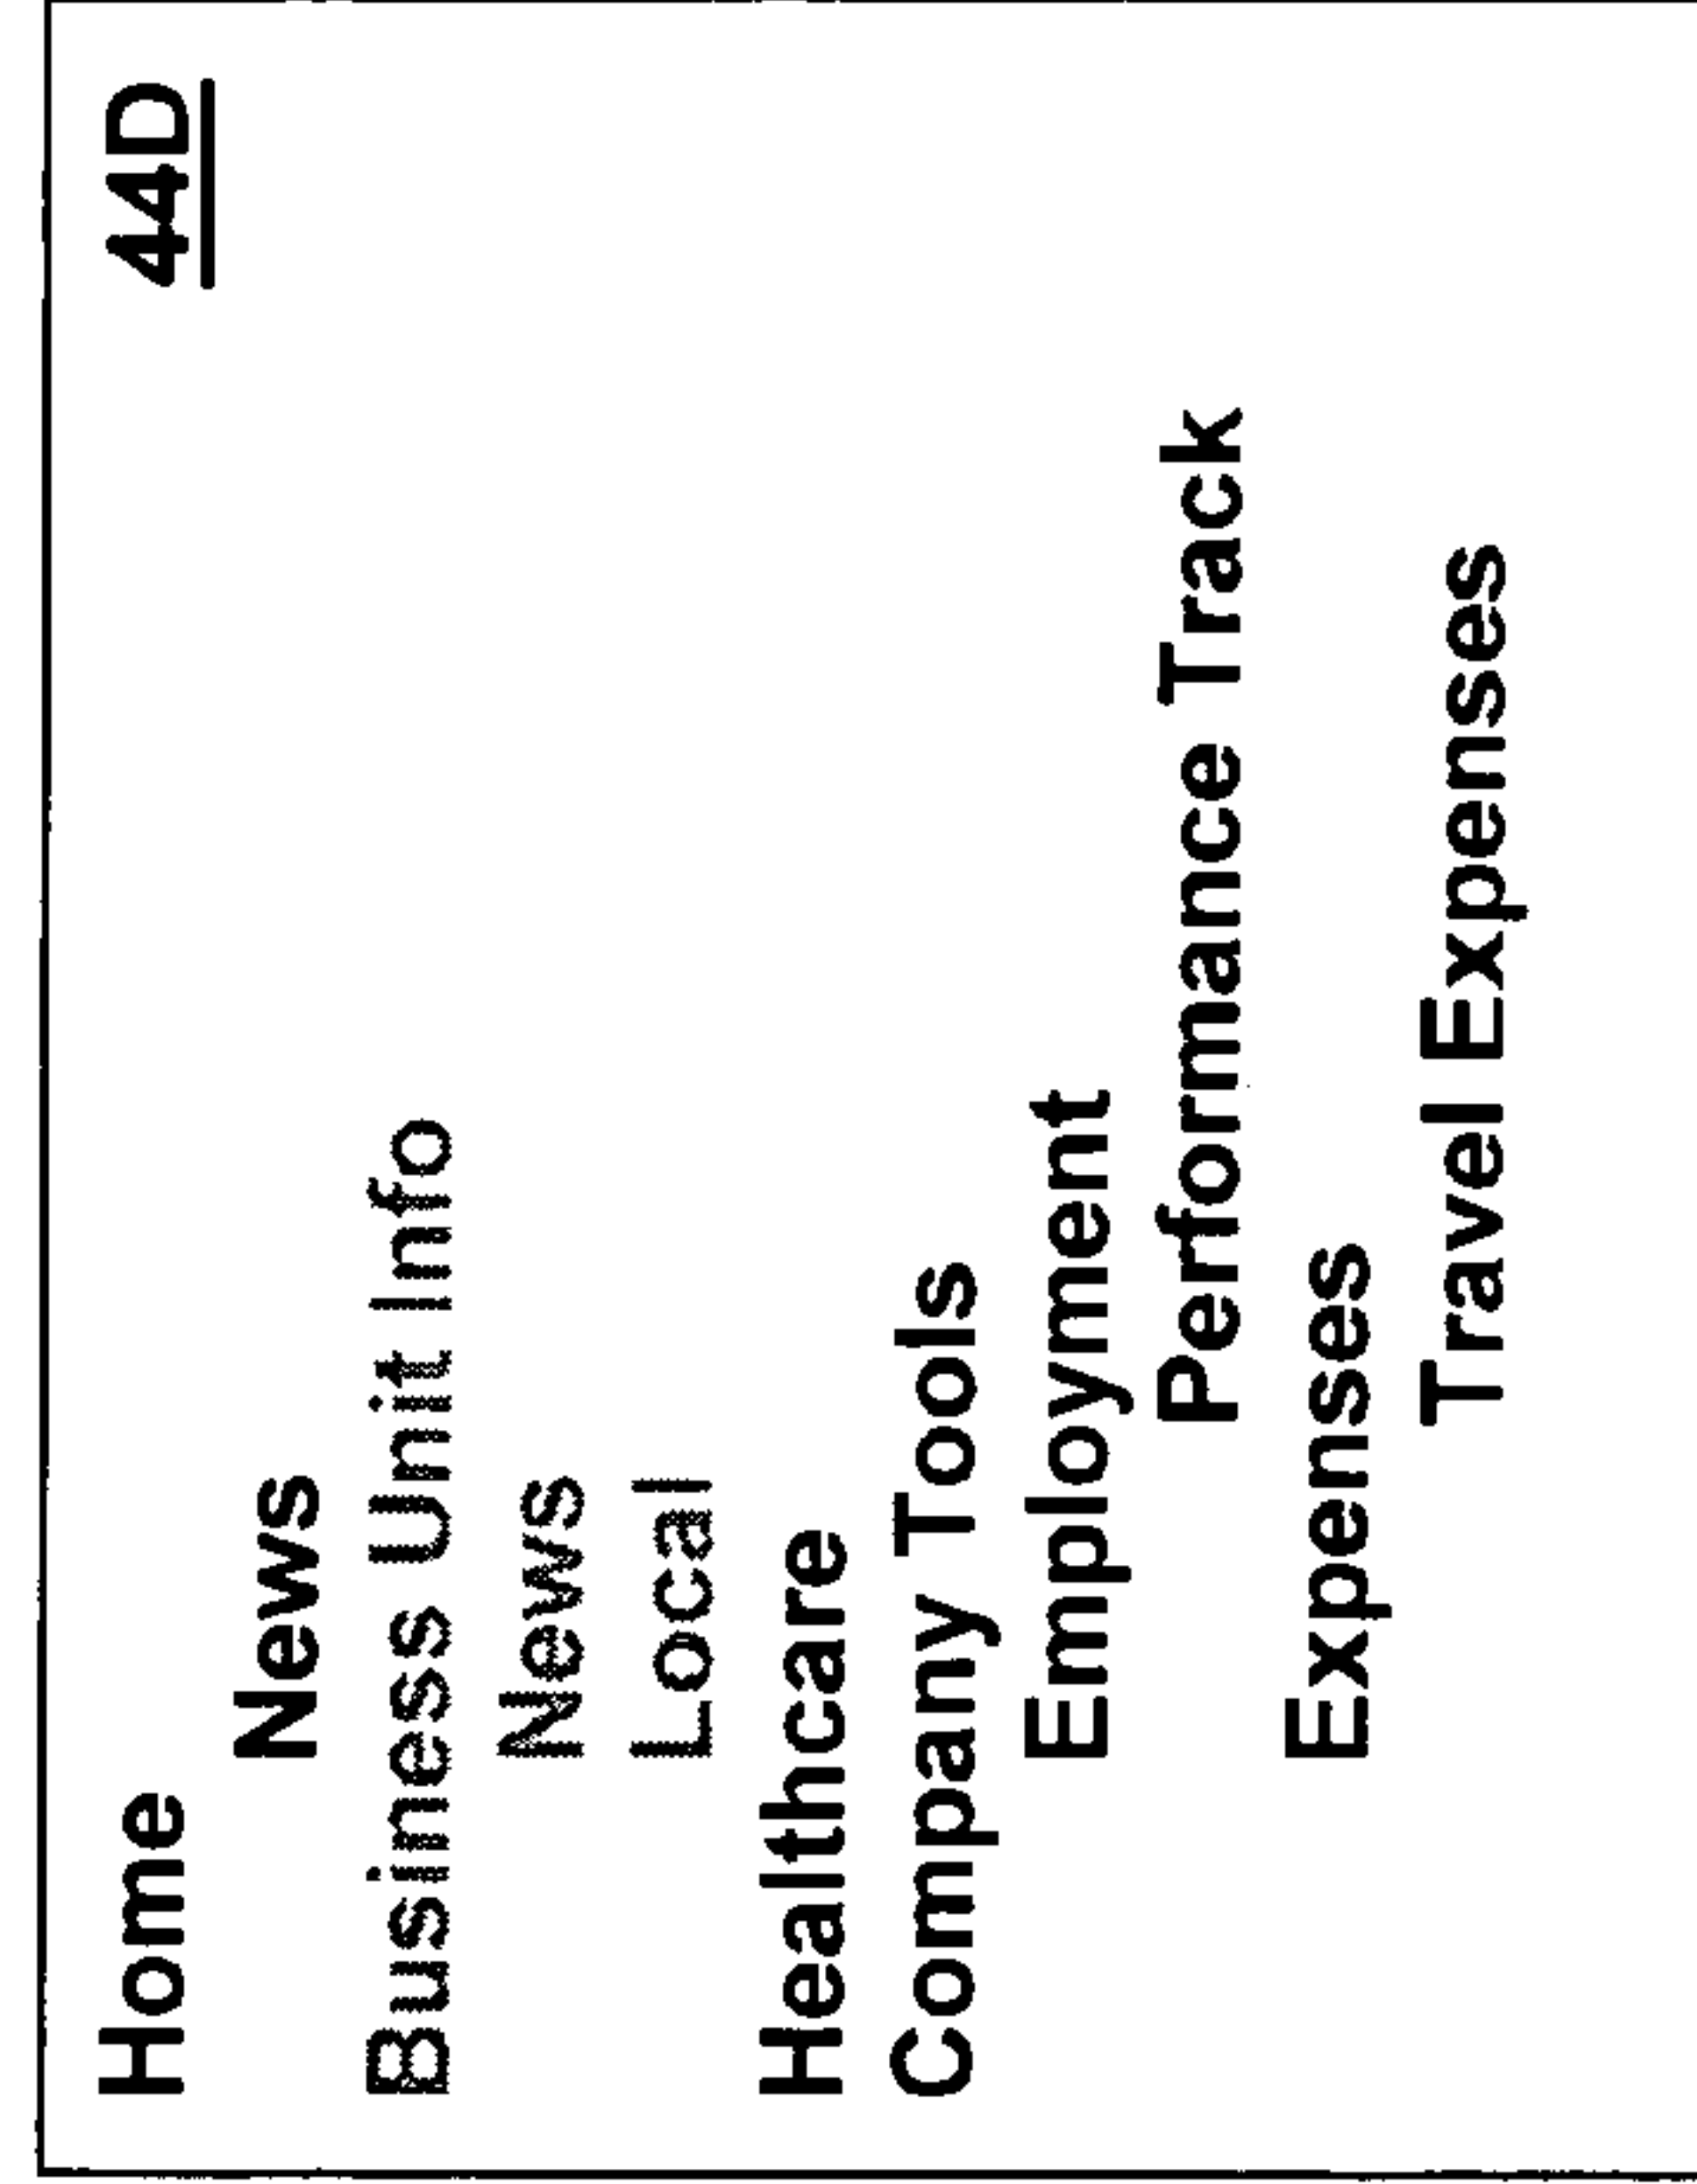 44D
Home
News
Business Unit Info
News
Local
Healthcare
Company Tools
Employment
Performance Track
Expenses
Travel Expenses